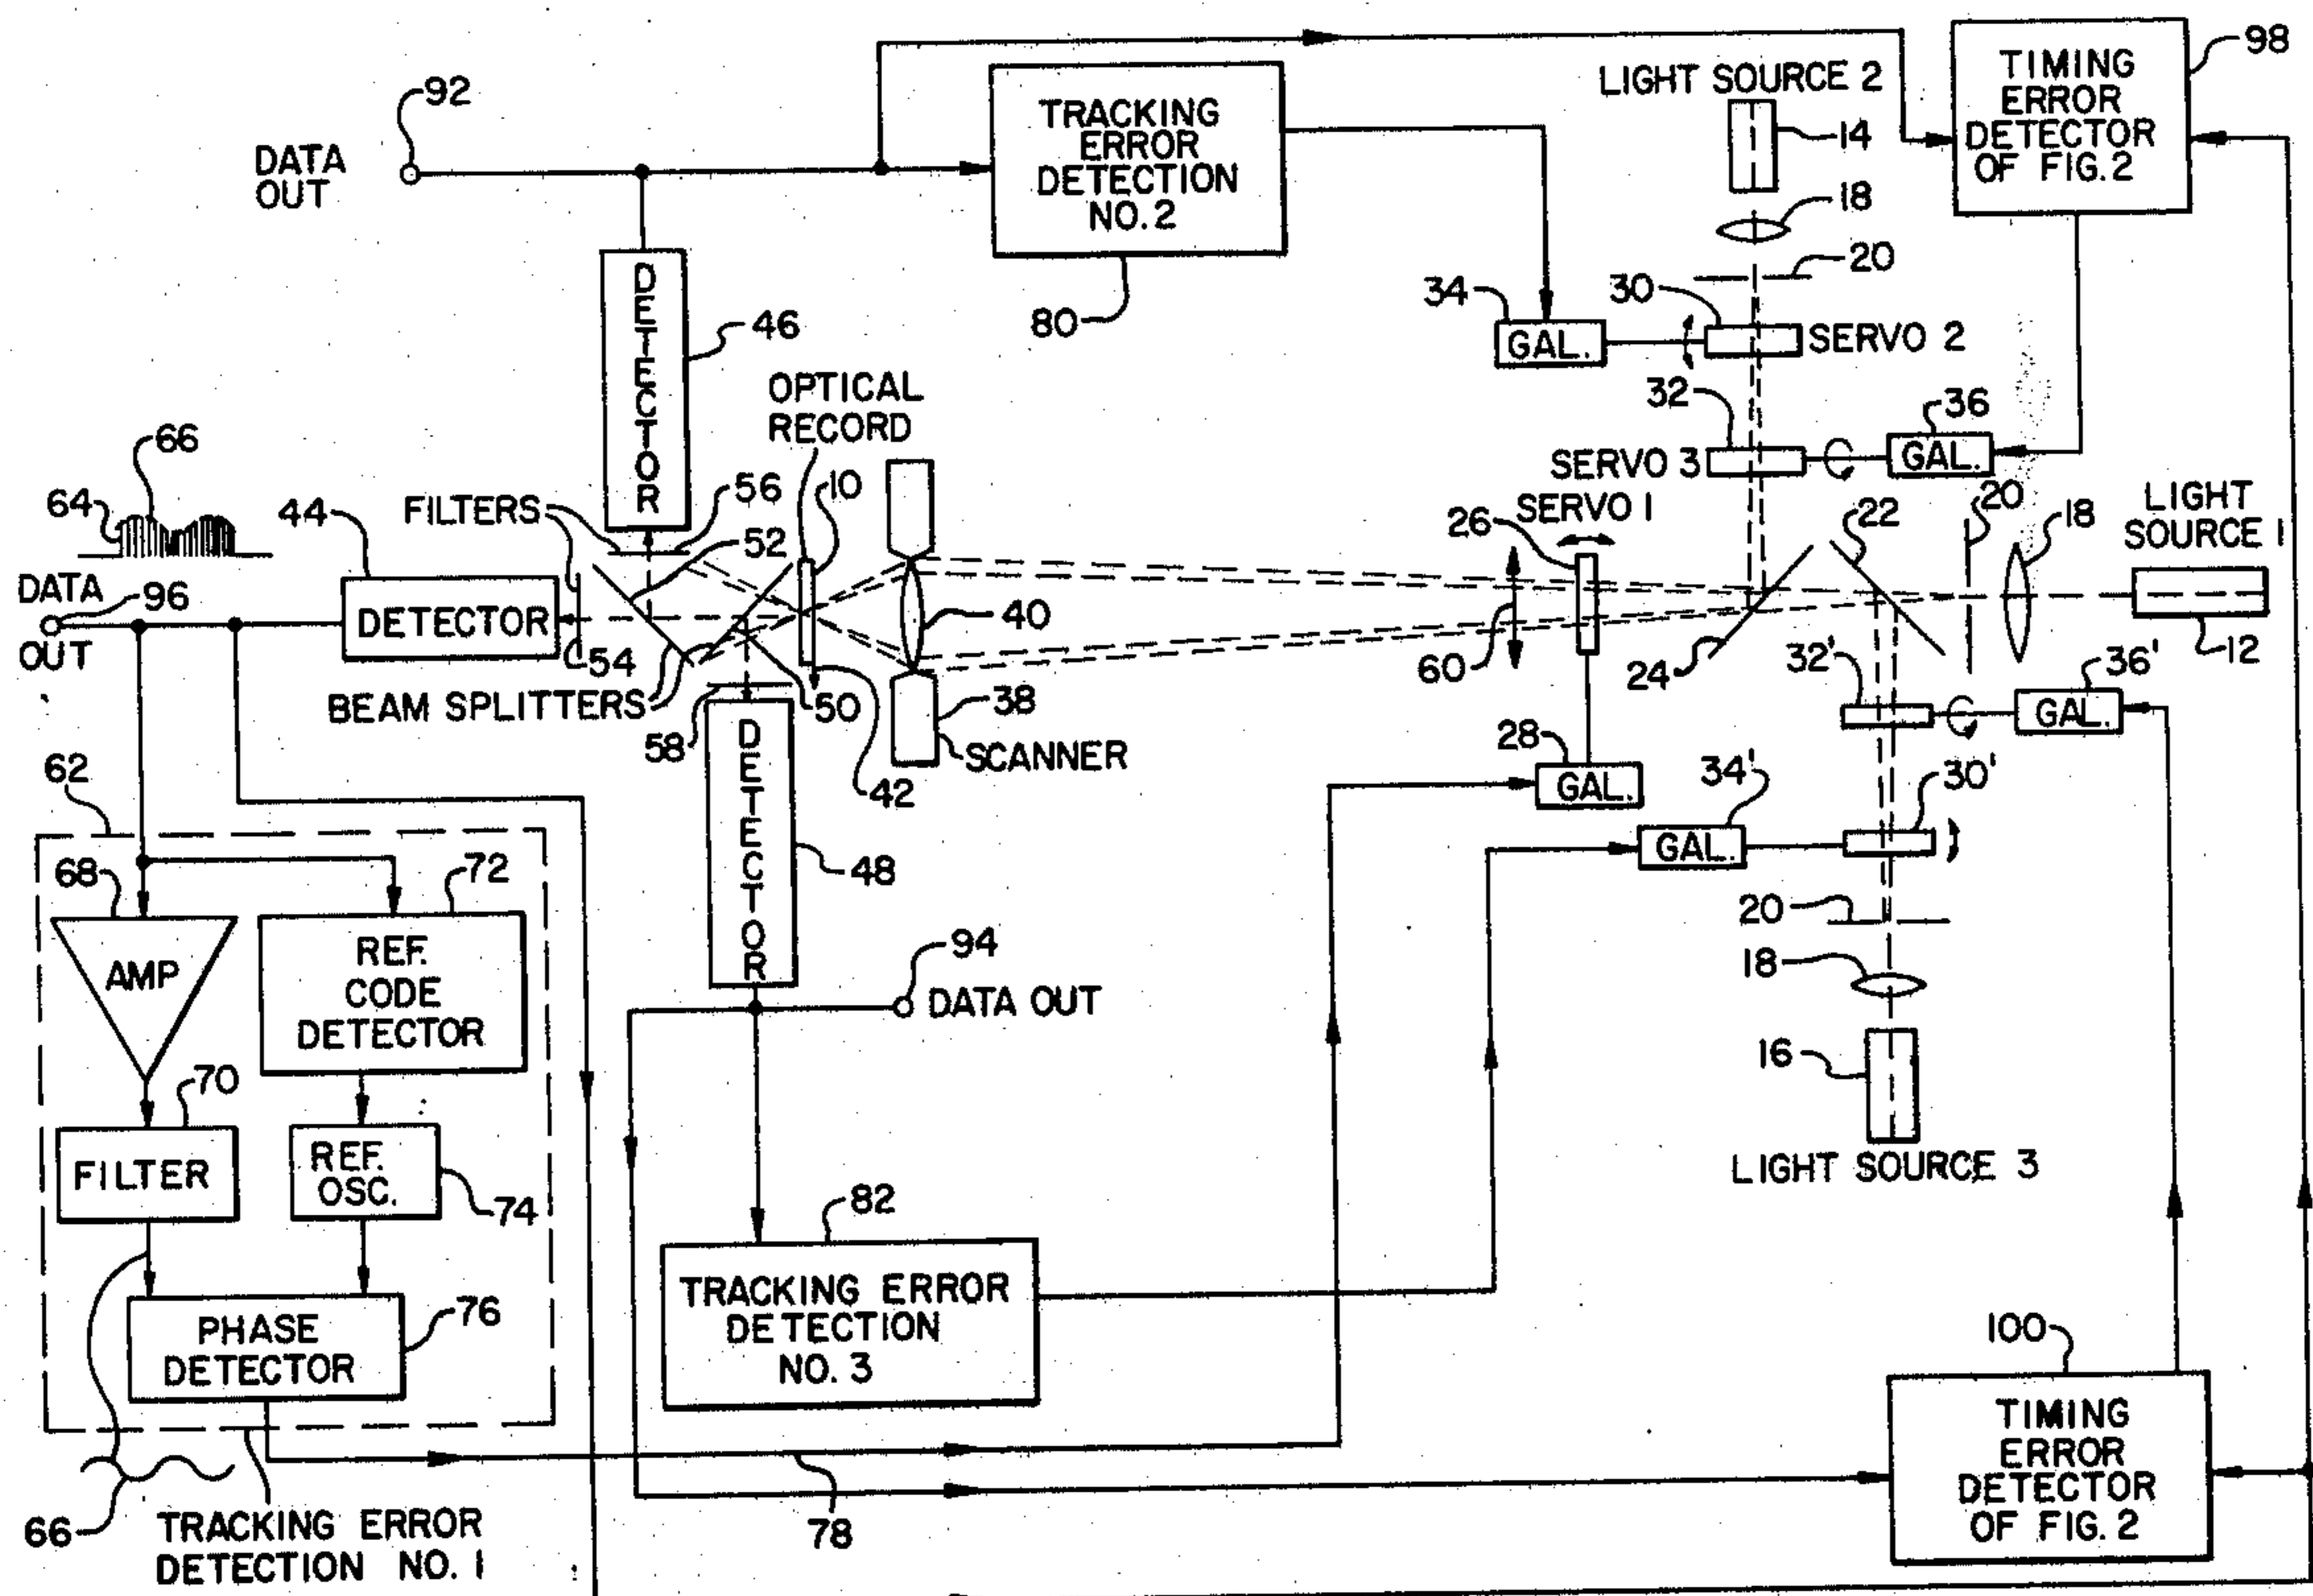 98
92
DATA
OUT
TRACKING
ERROR
DETECTION
NO. 2
80
LIGHT SOURCE 2
14
18
20
TIMING
ERROR
DETECTOR
OF FIG. 2
34
GAL.
30
SERVO 2
32
SERVO 3
36
GAL.
DETECTOR
46
OPTICAL
RECORD
10
66
64
44
FILTERS
56
52
DETECTOR
54
BEAM SPLITTERS
50
58
42
40
38
SCANNER
DATA
OUT
96
SERVO 1
26
60
24
22
20
18
LIGHT
SOURCE 1
12
32'
36'
GAL.
28
GAL.
34'
GAL.
30'
20
18
16
LIGHT SOURCE 3
DETECTOR
48
94
DATA OUT
62
68
AMP
72
REF.
CODE
DETECTOR
70
FILTER
REF.
OSC.
74
PHASE
DETECTOR
76
66
TRACKING ERROR
DETECTION NO. 1
82
TRACKING ERROR
DETECTION
NO. 3
78
100
TIMING
ERROR
DETECTOR
OF FIG. 2